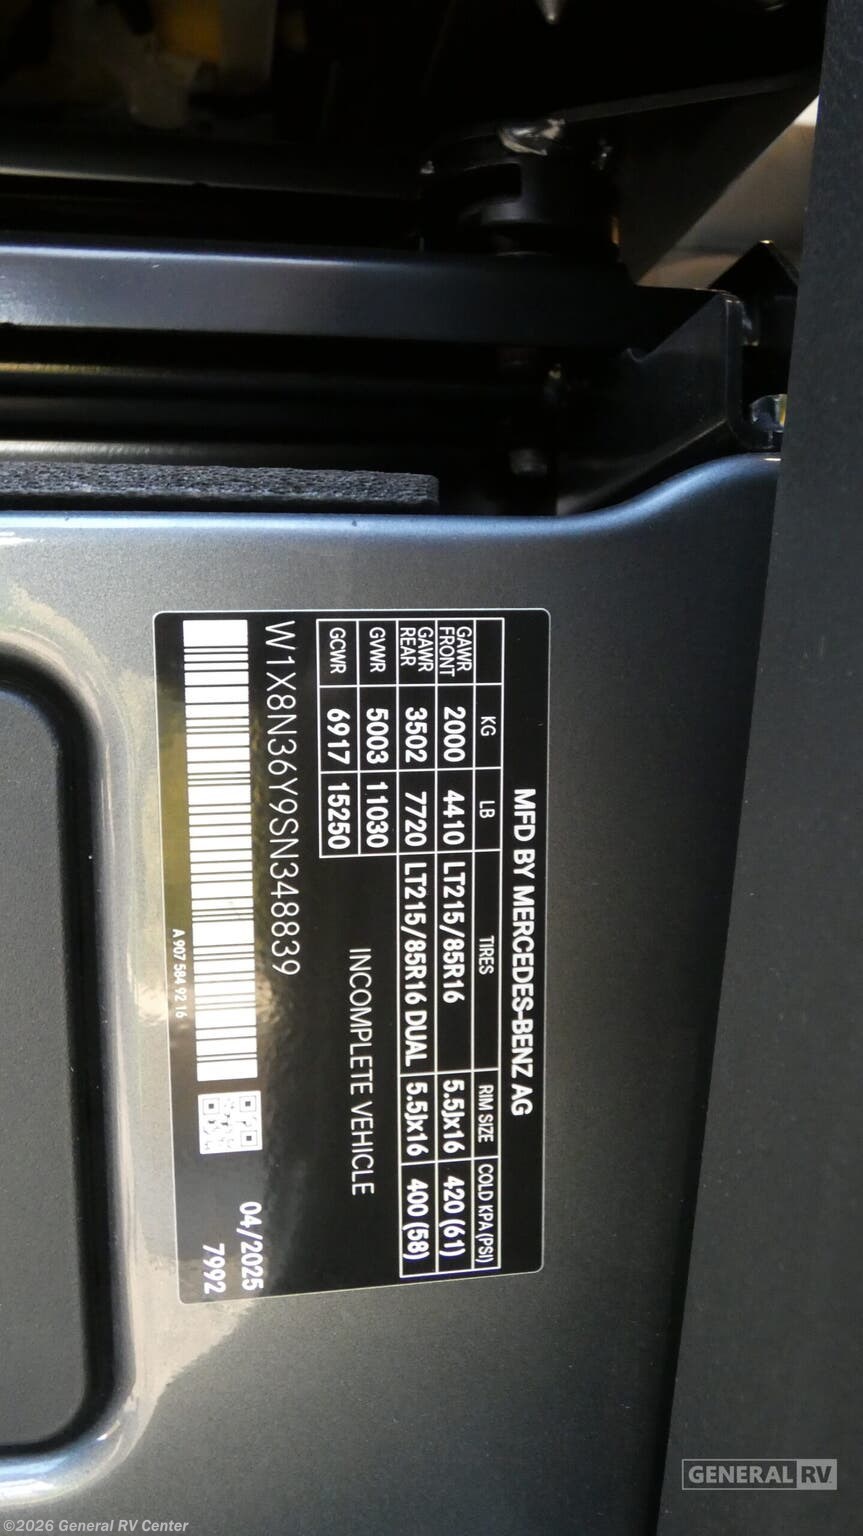 MFD BY MERCEDES-BENZ AG
KG LB TIRES RIM SIZE COLD KPA (PSI)
GAWR FRONT 2000 4410 LT215/85R16 5.5Jx16 420 (61)
GAWR REAR 3502 7720 LT215/85R16 DUAL 5.5Jx16 400 (58)
GVWR 5003 11030
GCWR 6917 15250
INCOMPLETE VEHICLE
W1X8N36Y9SN348839
04/2025
7992
A 907 584 92 16
GENERAL RV
©2026 General RV Center